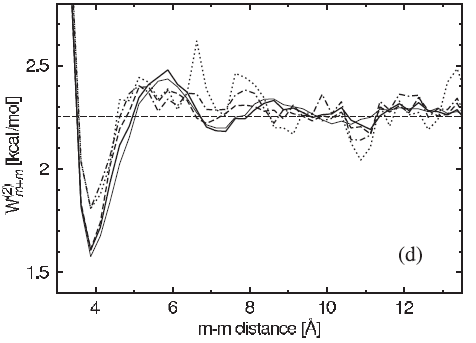 2.5
2
1.5
W(2)m+m [kcal/mol]
(d)
4 6 8 10 12
m-m distance [Å]